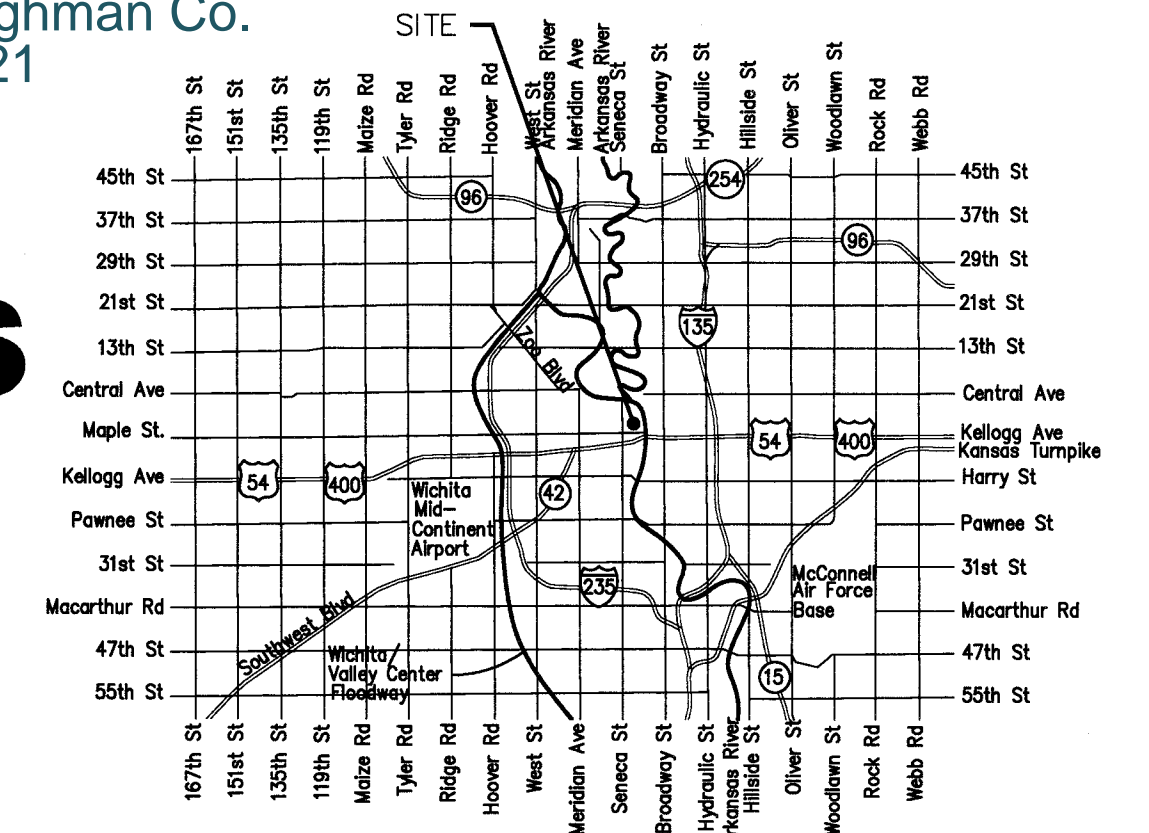 ghman Co.
21
S
SITE
167th St
151st St
135th St
119th St
Maize Rd
Tyler Rd
Ridge Rd
Hoover Rd
West St
Arkansas River
Meridian Ave
Arkansas River
Seneca St
Broadway St
Hydraulic St
Hillside St
Oliver St
Woodlawn St
Rock Rd
Webb Rd
45th St
37th St
29th St
21st St
13th St
Central Ave
Maple St.
Kellogg Ave
Pawnee St
31st St
Macarthur Rd
47th St
55th St
96
254
96
135
Zoo Blvd
54
400
54
400
42
Wichita
Mid-
Continent
Airport
235
McConnell
Air Force
Base
Southwest Blvd
Wichita/
Valley Center
Floodway
15
45th St
37th St
29th St
21st St
13th St
Central Ave
Kellogg Ave
Kansas Turnpike
Harry St
Pawnee St
31st St
Macarthur Rd
47th St
55th St
167th St
151st St
135th St
119th St
Maize Rd
Tyler Rd
Ridge Rd
Hoover Rd
West St
Meridian Ave
Seneca St
Broadway St
Hydraulic St
rkansas River
Hillside St
Oliver St
Woodlawn St
Rock Rd
Webb Rd